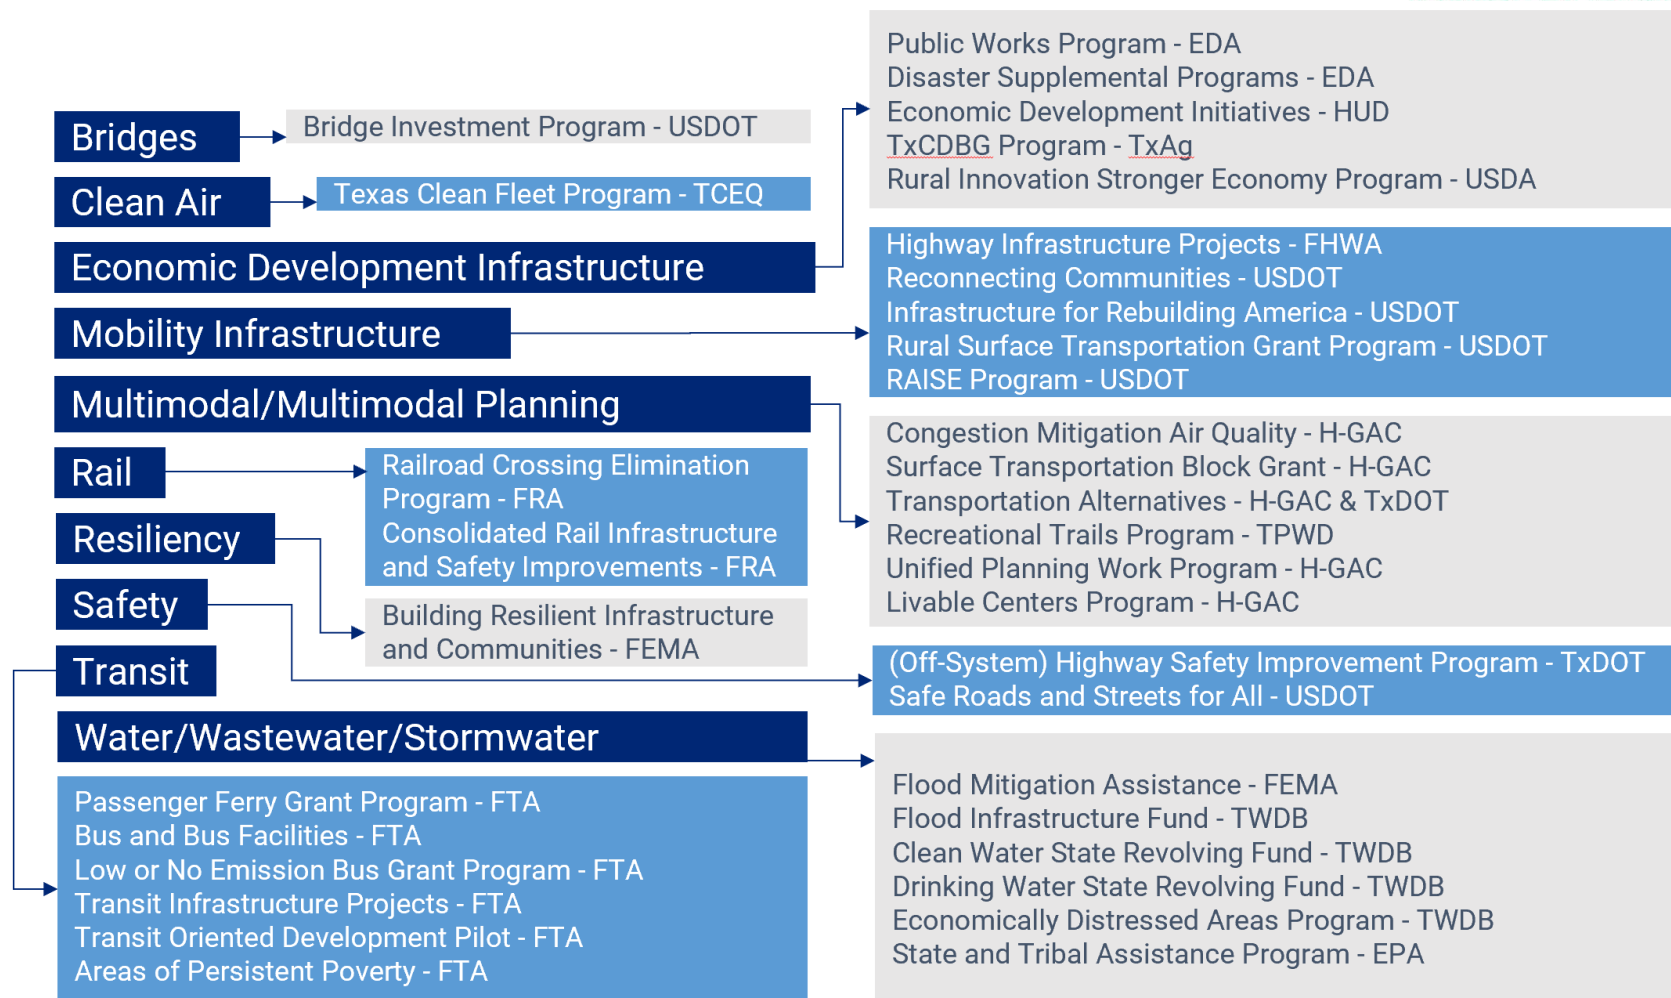 Bridges
Bridge Investment Program - USDOT
Clean Air
Texas Clean Fleet Program - TCEQ
Economic Development Infrastructure
Public Works Program - EDA
Disaster Supplemental Programs - EDA
Economic Development Initiatives - HUD
TxCDBG Program - TxAg
Rural Innovation Stronger Economy Program - USDA
Mobility Infrastructure
Highway Infrastructure Projects - FHWA
Reconnecting Communities - USDOT
Infrastructure for Rebuilding America - USDOT
Rural Surface Transportation Grant Program - USDOT
RAISE Program - USDOT
Multimodal/Multimodal Planning
Congestion Mitigation Air Quality - H-GAC
Surface Transportation Block Grant - H-GAC
Transportation Alternatives - H-GAC & TxDOT
Recreational Trails Program - TPWD
Unified Planning Work Program - H-GAC
Livable Centers Program - H-GAC
Rail
Railroad Crossing Elimination
Program - FRA
Consolidated Rail Infrastructure
and Safety Improvements - FRA
Resiliency
Building Resilient Infrastructure
and Communities - FEMA
Safety
(Off-System) Highway Safety Improvement Program - TxDOT
Safe Roads and Streets for All - USDOT
Transit
Passenger Ferry Grant Program - FTA
Bus and Bus Facilities - FTA
Low or No Emission Bus Grant Program - FTA
Transit Infrastructure Projects - FTA
Transit Oriented Development Pilot - FTA
Areas of Persistent Poverty - FTA
Water/Wastewater/Stormwater
Flood Mitigation Assistance - FEMA
Flood Infrastructure Fund - TWDB
Clean Water State Revolving Fund - TWDB
Drinking Water State Revolving Fund - TWDB
Economically Distressed Areas Program - TWDB
State and Tribal Assistance Program - EPA